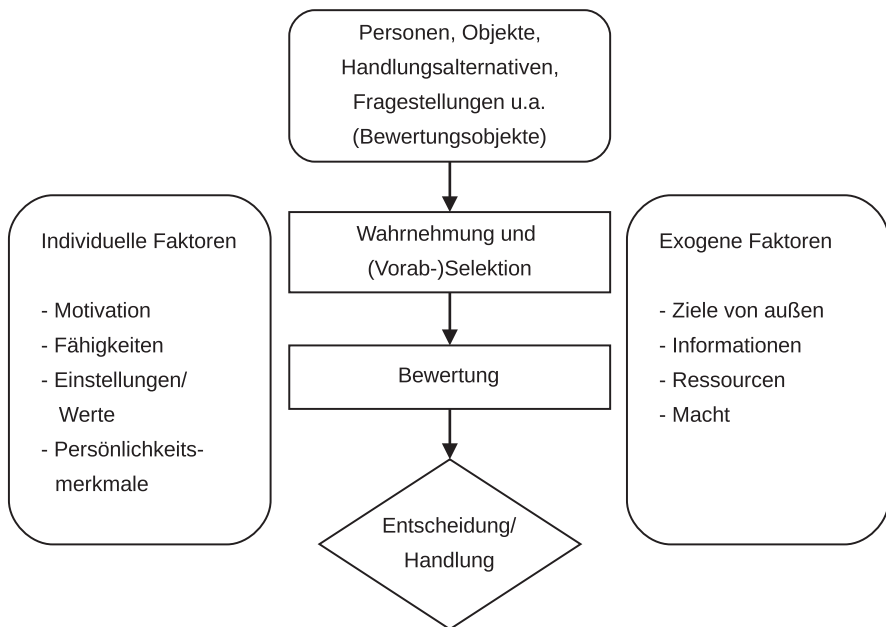 Personen, Objekte,
Handlungsalternativen,
Fragestellungen u.a.
(Bewertungsobjekte)
Individuelle Faktoren
- Motivation
- Fähigkeiten
- Einstellungen/
Werte
- Persönlichkeits-
merkmale
Wahrnehmung und
(Vorab-)Selektion
Bewertung
Entscheidung/
Handlung
Exogene Faktoren
- Ziele von außen
- Informationen
- Ressourcen
- Macht